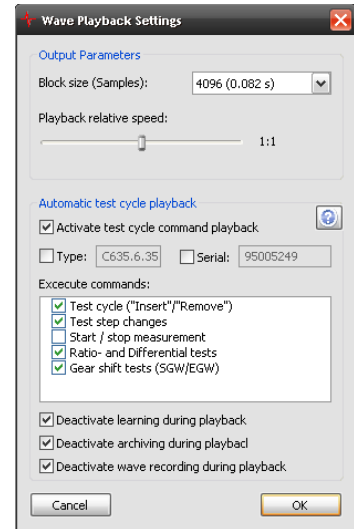 Wave Playback Settings
Output Parameters
Block size (Samples): 4096 (0.082 s)
Playback relative speed:
1:1
Automatic test cycle playback
Activate test cycle command playback
Type: C635.6.35 Serial: 95005249
Excecute commands:
Test cycle ("Insert"/"Remove")
Test step changes
Start / stop measurement
Ratio- and Differential tests
Gear shift tests (SGW/EGW)
Deactivate learning during playback
Deactivate archiving during playbacl
Deactivate wave recording during playback
Cancel OK